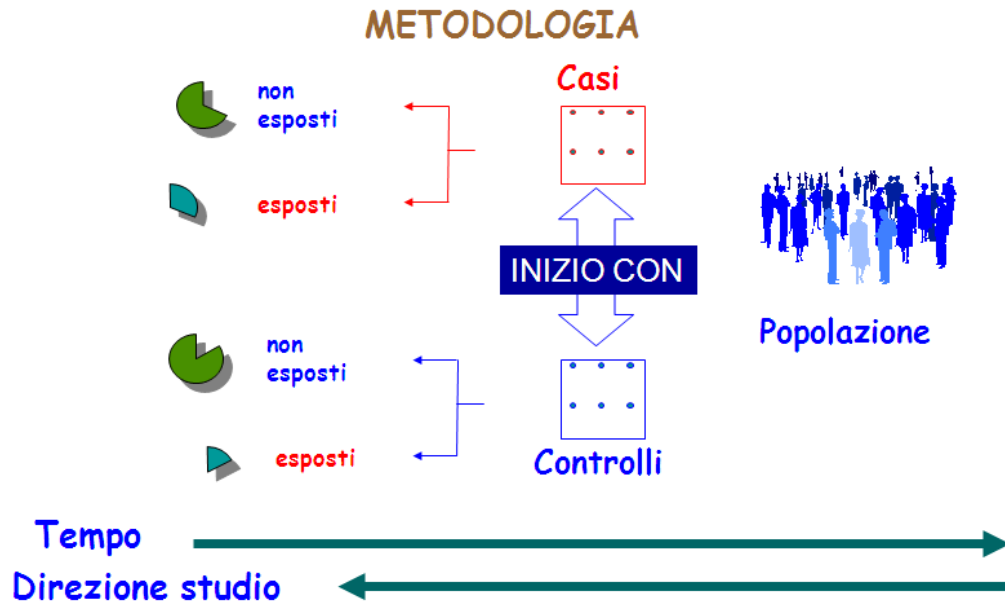 METODOLOGIA
Casi
non
esposti
esposti
INIZIO CON
Popolazione
non
esposti
esposti
Controlli
Tempo
Direzione studio